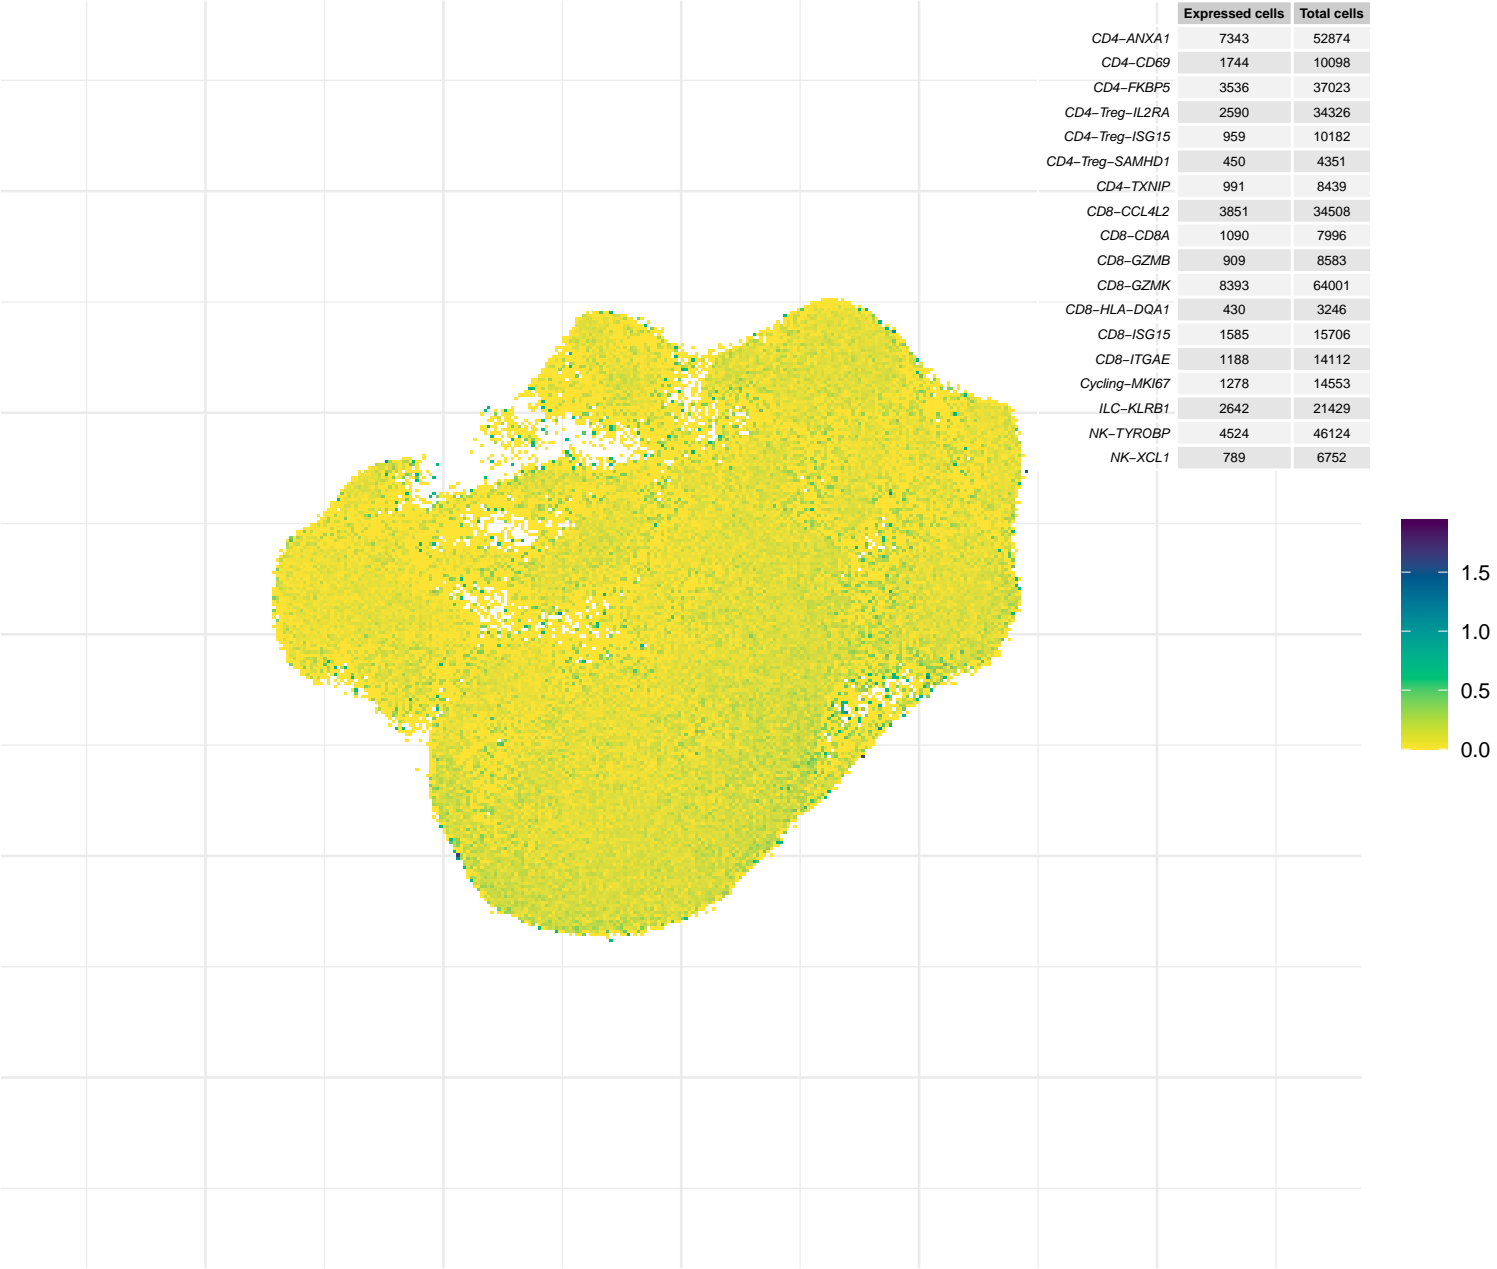 Expressed cells Total cells
CD4−ANXA1 7343 52874
CD4−CD69 1744 10098
CD4−FKBP5 3536 37023
CD4−Treg−IL2RA 2590 34326
CD4−Treg−ISG15 959 10182
CD4−Treg−SAMHD1 450 4351
CD4−TXNIP 991 8439
CD8−CCL4L2 3851 34508
CD8−CD8A 1090 7996
CD8−GZMB 909 8583
CD8−GZMK 8393 64001
CD8−HLA−DQA1 430 3246
CD8−ISG15 1585 15706
CD8−ITGAE 1188 14112
Cycling−MKI67 1278 14553
ILC−KLRB1 2642 21429
NK−TYROBP 4524 46124
NK−XCL1 789 6752
1.5
1.0
0.5
0.0